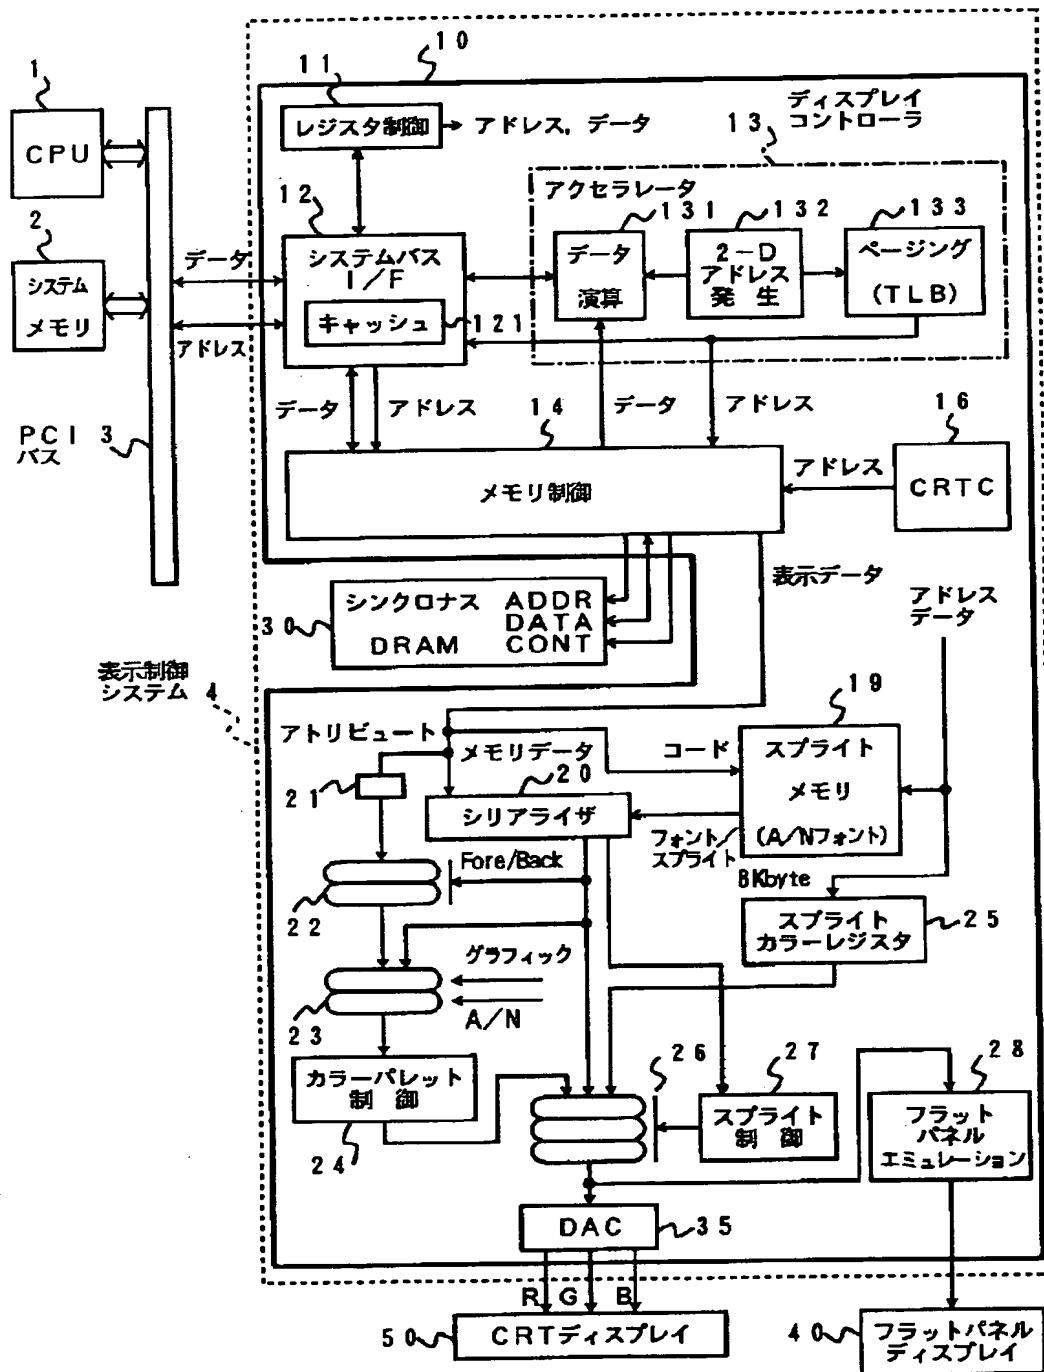 10
11
1
CPU
レジスタ制御
アドレス，データ
ディスプレイ
コントローラ
13
アクセラレータ
12
131
132
133
2
システムバス
I/F
データ
演算
2-D
アドレス
発生
ページング
(TLB)
データ
システム
メモリ
キャッシュ
121
アドレス
データ
アドレス
14
データ
アドレス
16
PCI
バス
3
メモリ制御
アドレス
CRTC
表示データ
シンクロナス
DRAM
ADDR
DATA
CONT
30
アドレス
データ
表示制御
システム 4
アトリビュート
メモリデータ
コード
19
スプライト
メモリ
(A/Nフォント)
21
20
シリアライザ
フォント/
スプライト
8Kbyte
Fore/Back
22
スプライト
カラーレジスタ
25
グラフィック
A/N
23
カラーパレット
制御
24
26
27
28
スプライト
制御
フラット
パネル
エミュレーション
DAC
35
R
G
B
50
CRTディスプレイ
40
フラットパネル
ディスプレイ